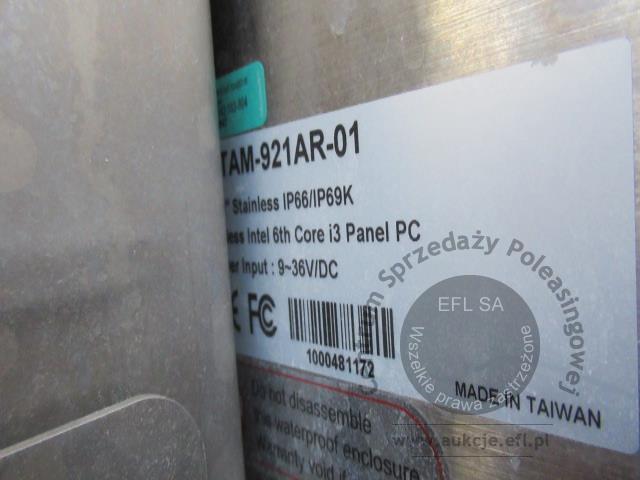 TAM-921AR-01
Stainless IP66/IP69K
Intel 6th Core i3 Panel PC
Input : 9~36V/DC
CE FC
1000481172
MADE IN TAIWAN
Do not disassemble
waterproof enclosure
Warranty void if
Centrum Sprzedaży Poleasingowej
EFL SA
Wszelkie prawa zastrzeżone
www.aukcje.efl.pl